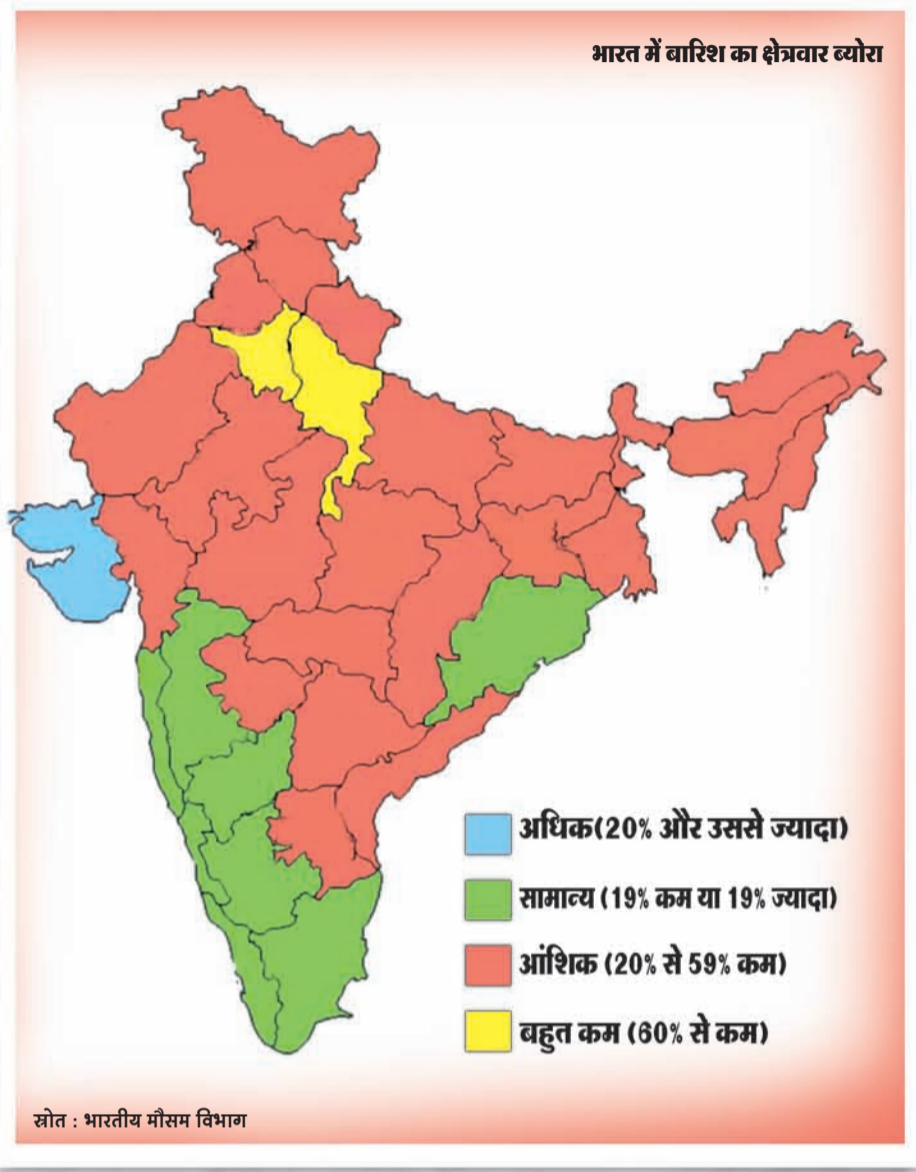 भारत में बारिश का क्षेत्रवार ब्योरा
अधिक(20% और उससे ज्यादा)
सामान्य (19% कम या 19% ज्यादा)
आंशिक (20% से 59% कम)
बहुत कम (60% से कम)
स्रोत : भारतीय मौसम विभाग